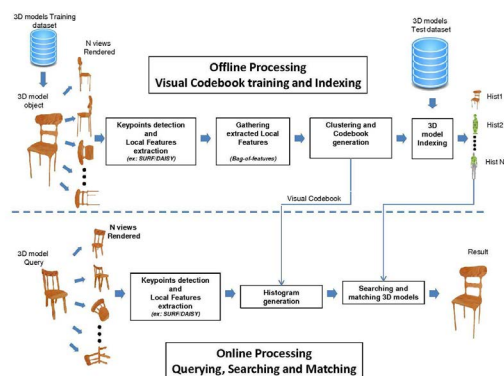 3D models Training
dataset
N views
Rendered
3D model
object
Offline Processing
Visual Codebook training and Indexing
3D models
Test dataset
Keypoints detection
and
Local Features
extraction
(ex: SURF/DAISY)
Gathering
extracted Local
Features
(Bag-of-features)
Clustering and
Codebook
generation
3D
model
Indexing
Hist1
Hist2
Hist N
Visual Codebook
N views
Rendered
3D model
Query
Keypoints detection
and
Local Features
extraction
(ex: SURF/DAISY)
Histogram
generation
Searching and
matching 3D models
Result
Online Processing
Querying, Searching and Matching